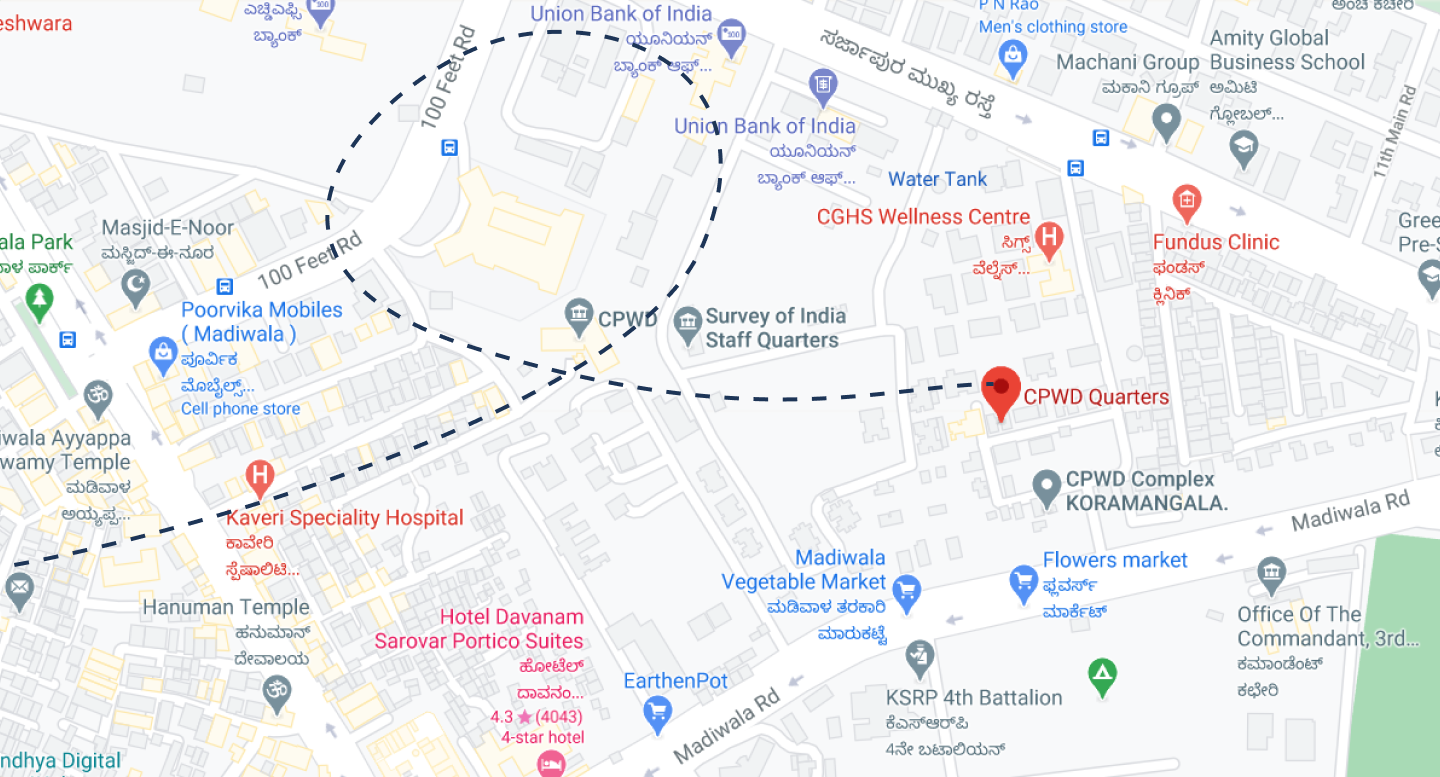 eshwara
ಎಚ್ಡಿಎಫ್ಸಿ
ಬ್ಯಾಂಕ್
100 Feet Rd
Union Bank of India
ಯೂನಿಯನ್
ಬ್ಯಾಂಕ್ ಆಫ್...
ಸರ್ಜಾಪುರ ಮುಖ್ಯ ರಸ್ತೆ
P N Rao
Men's clothing store
Machani Group
ಮಕಾನಿ ಗ್ರೂಪ್
Amity Global
Business School
ಅಮಿಟಿ
ಗ್ಲೋಬಲ್...
ಅಂಚೆ ಕಚೇರಿ
11th Main Rd
Union Bank of India
ಯೂನಿಯನ್
ಬ್ಯಾಂಕ್ ಆಫ್...
Water Tank
CGHS Wellness Centre
ಸಿಗ್ಸ್
ವೆಲ್ನೆಸ್...
Fundus Clinic
ಫಂಡಸ್
ಕ್ಲಿನಿಕ್
Gree
Pre-S
ala Park
ವಾಳ ಪಾರ್ಕ್
Masjid-E-Noor
ಮಸ್ಜಿದ್-ಈ-ನೂರ
100 Feet Rd
Poorvika Mobiles
( Madiwala )
ಪೂರ್ವಿಕ
ಮೊಬೈಲ್ಸ್...
Cell phone store
CPWD
Survey of India
Staff Quarters
CPWD Quarters
iwala Ayyappa
wamy Temple
ಮಡಿವಾಳ
ಅಯ್ಯಪ್ಪ...
Kaveri Speciality Hospital
ಕಾವೇರಿ
ಸ್ಪೆಷಾಲಿಟಿ...
CPWD Complex
KORAMANGALA.
Madiwala Rd
Madiwala
Vegetable Market
ಮಡಿವಾಳ ತರಕಾರಿ
ಮಾರುಕಟ್ಟೆ
Flowers market
ಫ್ಲವರ್ಸ್
ಮಾರ್ಕೆಟ್
Office Of The
Commandant, 3rd...
ಕಮಾಂಡೆಂಟ್
ಕಛೇರಿ
Hanuman Temple
ಹನುಮಾನ್
ದೇವಾಲಯ
Hotel Davanam
Sarovar Portico Suites
ಹೋಟೆಲ್
ದಾವನಂ...
4.3 ★ (4043)
4-star hotel
EarthenPot
Madiwala Rd
KSRP 4th Battalion
ಕೆಎಸ್ಆರ್‌ಪಿ
4ನೇ ಬಟಾಲಿಯನ್
ndhya Digital